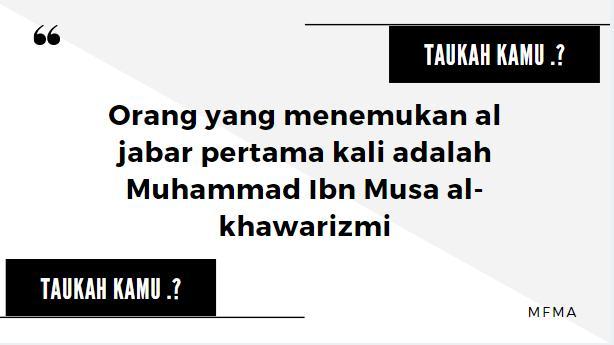 TAUKAH KAMU .?
Orang yang menemukan al
jabar pertama kali adalah
Muhammad Ibn Musa al-
khawarizmi
TAUKAH KAMU .?
MFMA